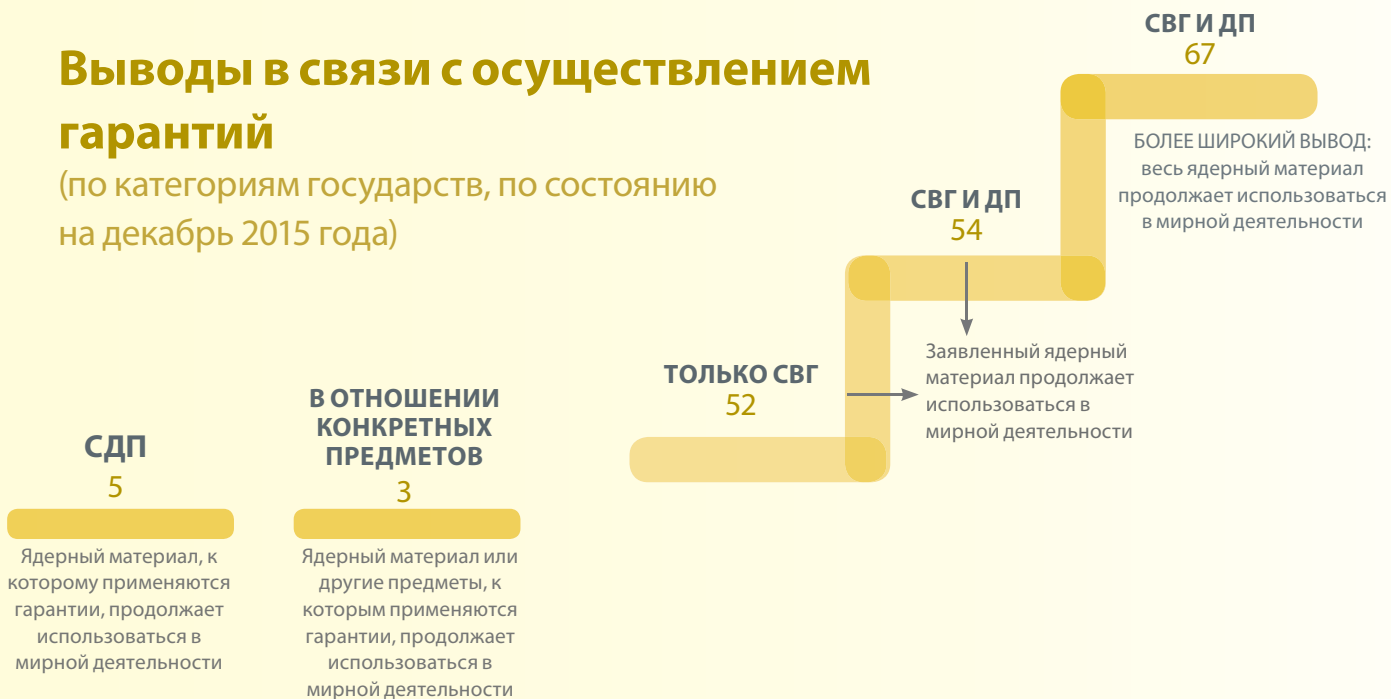 Выводы в связи с осуществлением
гарантий
(по категориям государств, по состоянию
на декабрь 2015 года)
СДП
5
Ядерный материал, к
которому применяются
гарантии, продолжает
использоваться в
мирной деятельности
В ОТНОШЕНИИ
КОНКРЕТНЫХ
ПРЕДМЕТОВ
3
Ядерный материал или
другие предметы, к
которым применяются
гарантии, продолжает
использоваться в
мирной деятельности
ТОЛЬКО СВГ
52
СВГ И ДП
54
Заявленный ядерный
материал продолжает
использоваться в
мирной деятельности
СВГ И ДП
67
БОЛЕЕ ШИРОКИЙ ВЫВОД:
весь ядерный материал
продолжает использоваться
в мирной деятельности